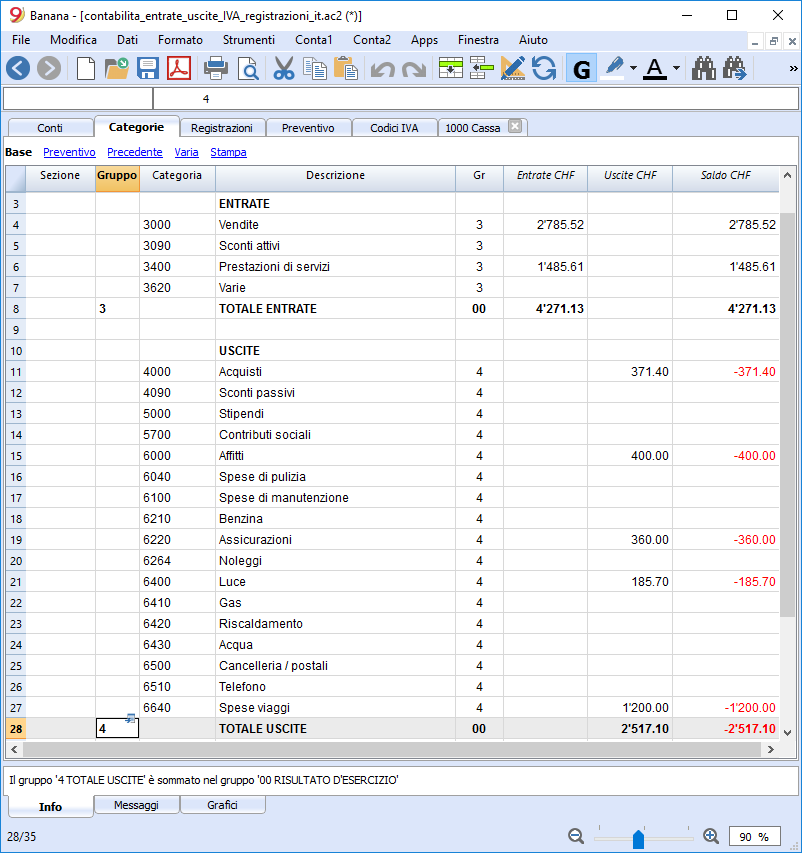 Banana - [contabilita_entrate_uscite_IVA_registrazioni_it.ac2 (*)]
File Modifica Dati Formato Strumenti Conta1 Conta2 Apps Finestra Aiuto
G A »
4
Conti Categorie Registrazioni Preventivo Codici IVA 1000 Cassa
Base Preventivo Precedente Varia Stampa
Sezione Gruppo Categoria Descrizione Gr Entrate CHF Uscite CHF Saldo CHF
3 ENTRATE
4 3000 Vendite 3 2'785.52 2'785.52
5 3090 Sconti attivi 3
6 3400 Prestazioni di servizi 3 1'485.61 1'485.61
7 3620 Varie 3
8 3 TOTALE ENTRATE 00 4'271.13 4'271.13
9
10 USCITE
11 4000 Acquisti 4 371.40 -371.40
12 4090 Sconti passivi 4
13 5000 Stipendi 4
14 5700 Contributi sociali 4
15 6000 Affitti 4 400.00 -400.00
16 6040 Spese di pulizia 4
17 6100 Spese di manutenzione 4
18 6210 Benzina 4
19 6220 Assicurazioni 4 360.00 -360.00
20 6264 Noleggi 4
21 6400 Luce 4 185.70 -185.70
22 6410 Gas 4
23 6420 Riscaldamento 4
24 6430 Acqua 4
25 6500 Cancelleria / postali 4
26 6510 Telefono 4
27 6640 Spese viaggi 4 1'200.00 -1'200.00
28 4 TOTALE USCITE 00 2'517.10 -2'517.10
Il gruppo '4 TOTALE USCITE' è sommato nel gruppo '00 RISULTATO D'ESERCIZIO'
Info Messaggi Grafici
28/35 90 %